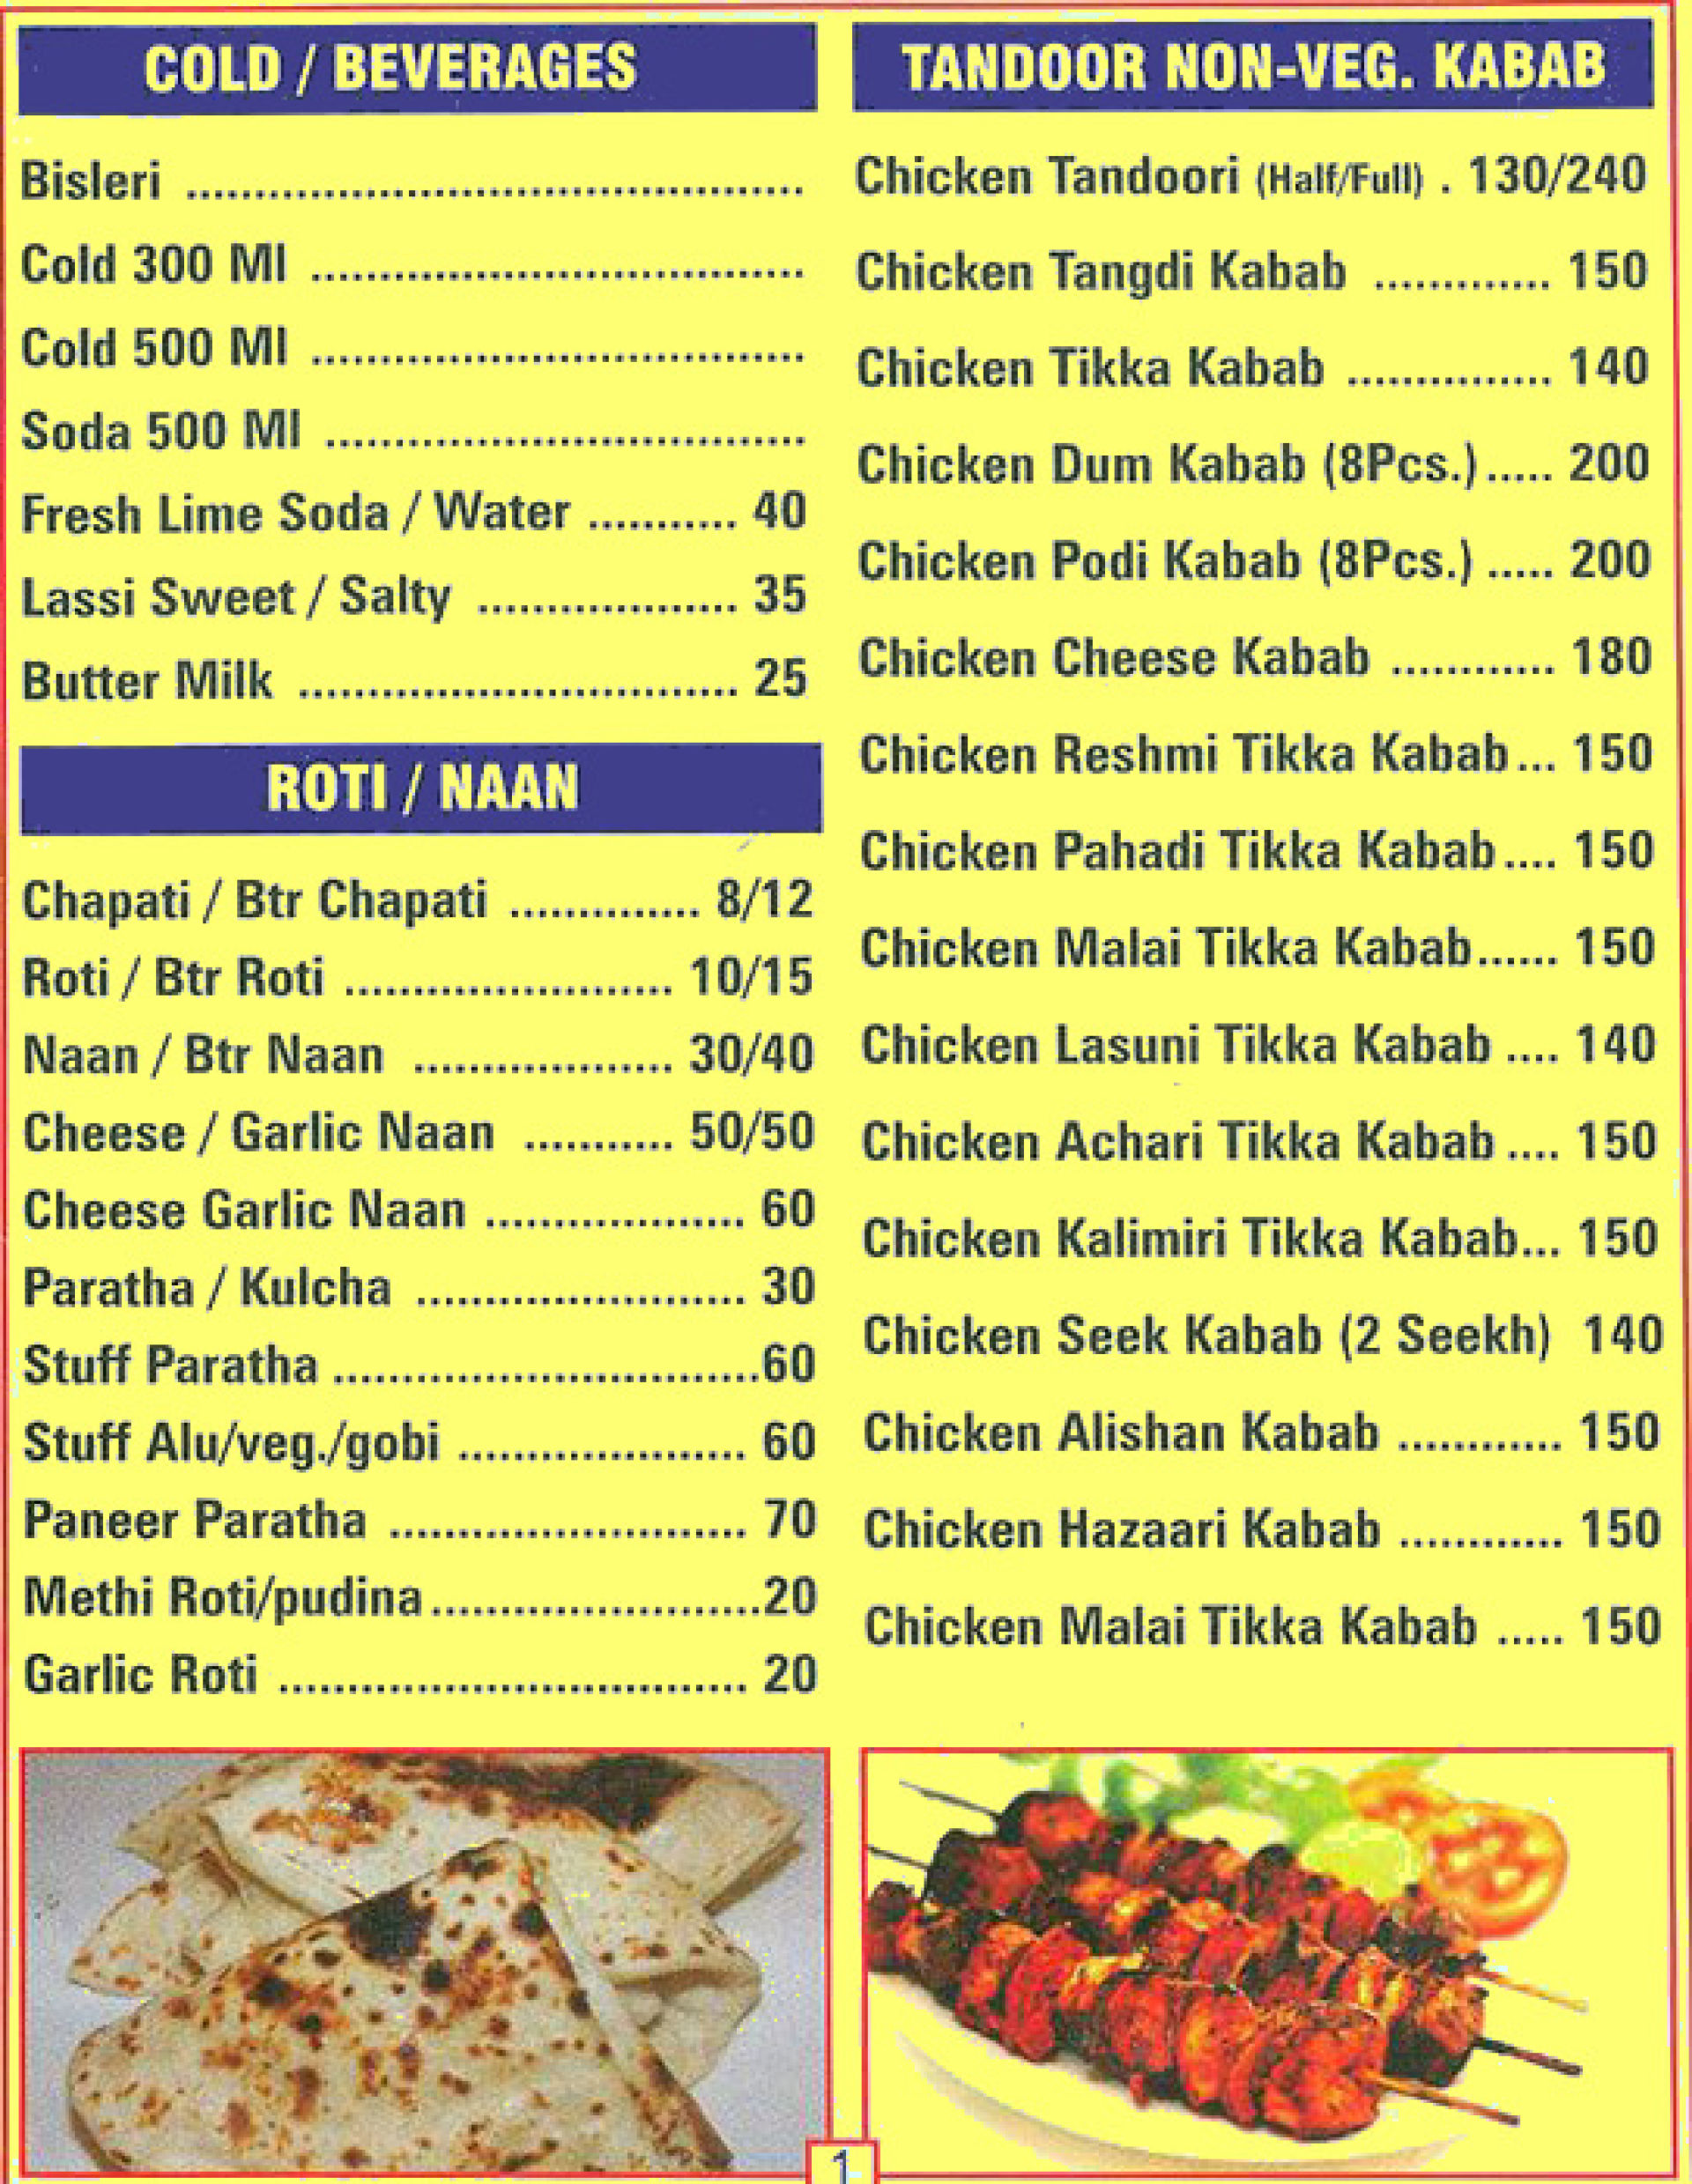 COLD / BEVERAGES
Bisleri ..............................................
Cold 300 Ml .....................................
Cold 500 Ml .....................................
Soda 500 Ml ....................................
Fresh Lime Soda / Water ........... 40
Lassi Sweet / Salty ................... 35
Butter Milk ................................ 25
ROTI / NAAN
Chapati / Btr Chapati .............. 8/12
Roti / Btr Roti ........................ 10/15
Naan / Btr Naan ................... 30/40
Cheese / Garlic Naan ........... 50/50
Cheese Garlic Naan ................... 60
Paratha / Kulcha ........................ 30
Stuff Paratha ...............................60
Stuff Alu/veg./gobi ..................... 60
Paneer Paratha .......................... 70
Methi Roti/pudina........................20
Garlic Roti .................................. 20
TANDOOR NON-VEG. KABAB
Chicken Tandoori (Half/Full) . 130/240
Chicken Tangdi Kabab ............. 150
Chicken Tikka Kabab ............... 140
Chicken Dum Kabab (8Pcs.)..... 200
Chicken Podi Kabab (8Pcs.) ..... 200
Chicken Cheese Kabab ............ 180
Chicken Reshmi Tikka Kabab... 150
Chicken Pahadi Tikka Kabab.... 150
Chicken Malai Tikka Kabab...... 150
Chicken Lasuni Tikka Kabab .... 140
Chicken Achari Tikka Kabab .... 150
Chicken Kalimiri Tikka Kabab... 150
Chicken Seek Kabab (2 Seekh) 140
Chicken Alishan Kabab ............ 150
Chicken Hazaari Kabab ............ 150
Chicken Malai Tikka Kabab ..... 150
1